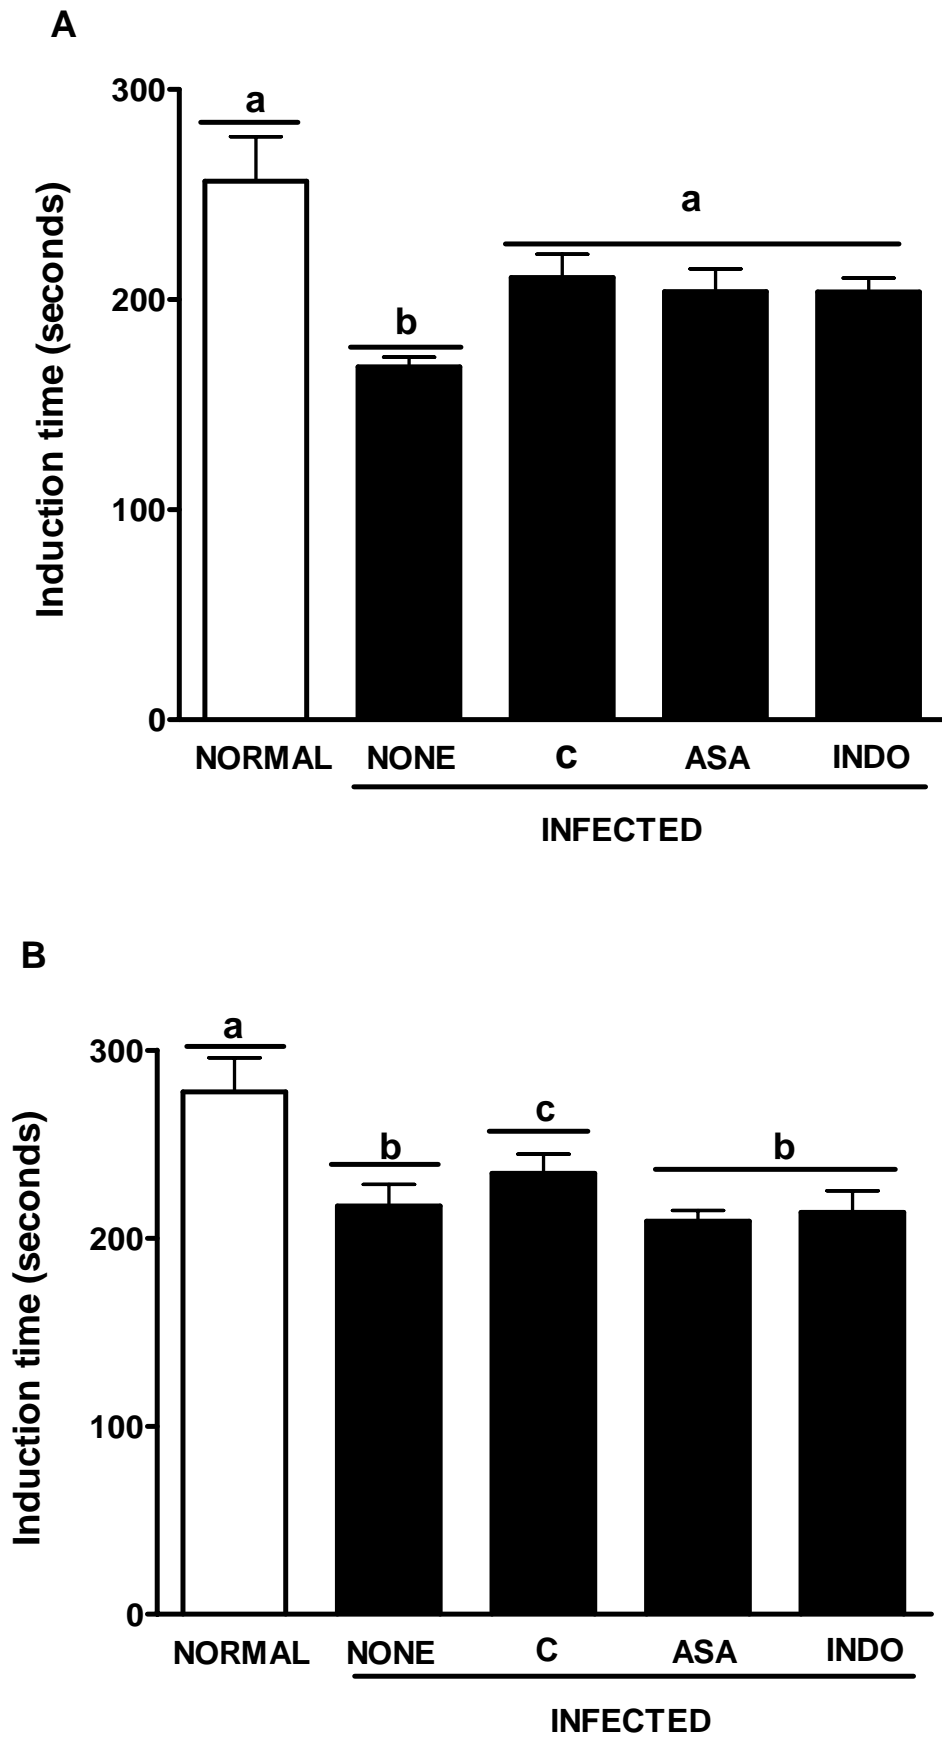 A
300
200
100
0
Induction time (seconds)
a
b
a
NORMAL NONE C ASA INDO
INFECTED
B
300
200
100
0
Induction time (seconds)
a
b
c
b
NORMAL NONE C ASA INDO
INFECTED